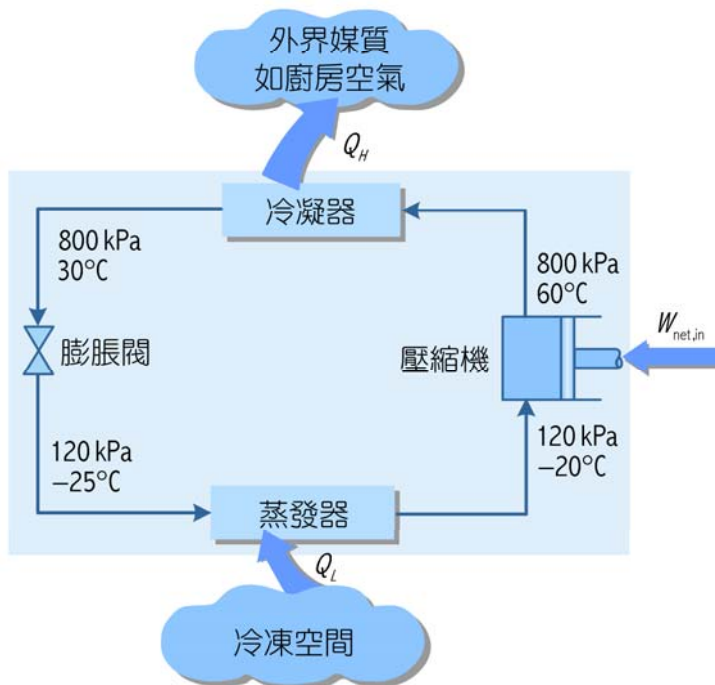 外界媒質
如廚房空氣
Q_H
冷凝器
800 kPa
30°C
800 kPa
60°C
W_net,in
膨脹閥
壓縮機
120 kPa
–25°C
120 kPa
–20°C
蒸發器
Q_L
冷凍空間